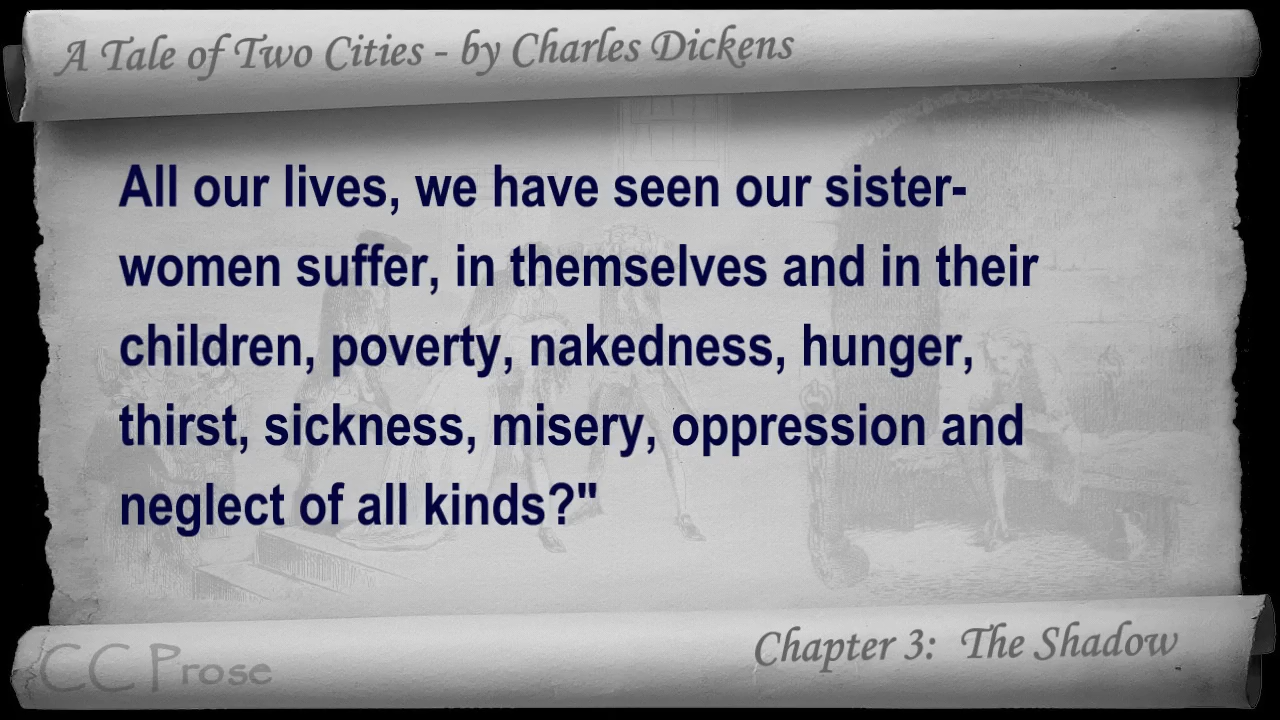 A Tale of Two Cities - by Charles Dickens
All our lives, we have seen our sister-
women suffer, in themselves and in their
children, poverty, nakedness, hunger,
thirst, sickness, misery, oppression and
neglect of all kinds?"
Chapter 3: The Shadow
CC Prose